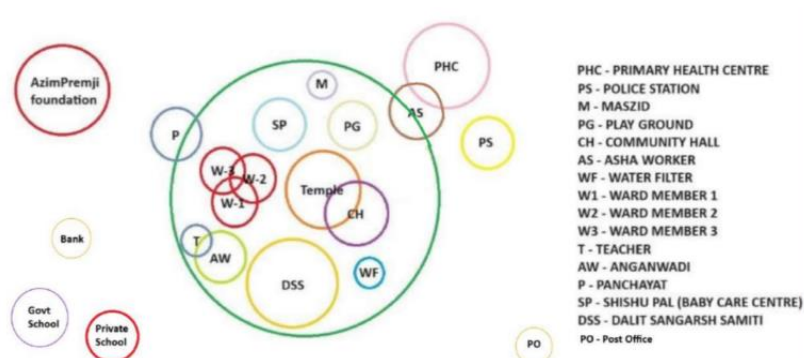 AzimPremji
foundation
P
M
SP
PG
AS
PHC
PS
W-3
W-2
W-1
Temple
CH
T
AW
DSS
WF
Bank
Govt
School
Private
School
PO
PHC - PRIMARY HEALTH CENTRE
PS - POLICE STATION
M - MASZID
PG - PLAY GROUND
CH - COMMUNITY HALL
AS - ASHA WORKER
WF - WATER FILTER
W1 - WARD MEMBER 1
W2 - WARD MEMBER 2
W3 - WARD MEMBER 3
T - TEACHER
AW - ANGANWADI
P - PANCHAYAT
SP - SHISHU PAL (BABY CARE CENTRE)
DSS - DALIT SANGARSH SAMITI
PO - Post Office